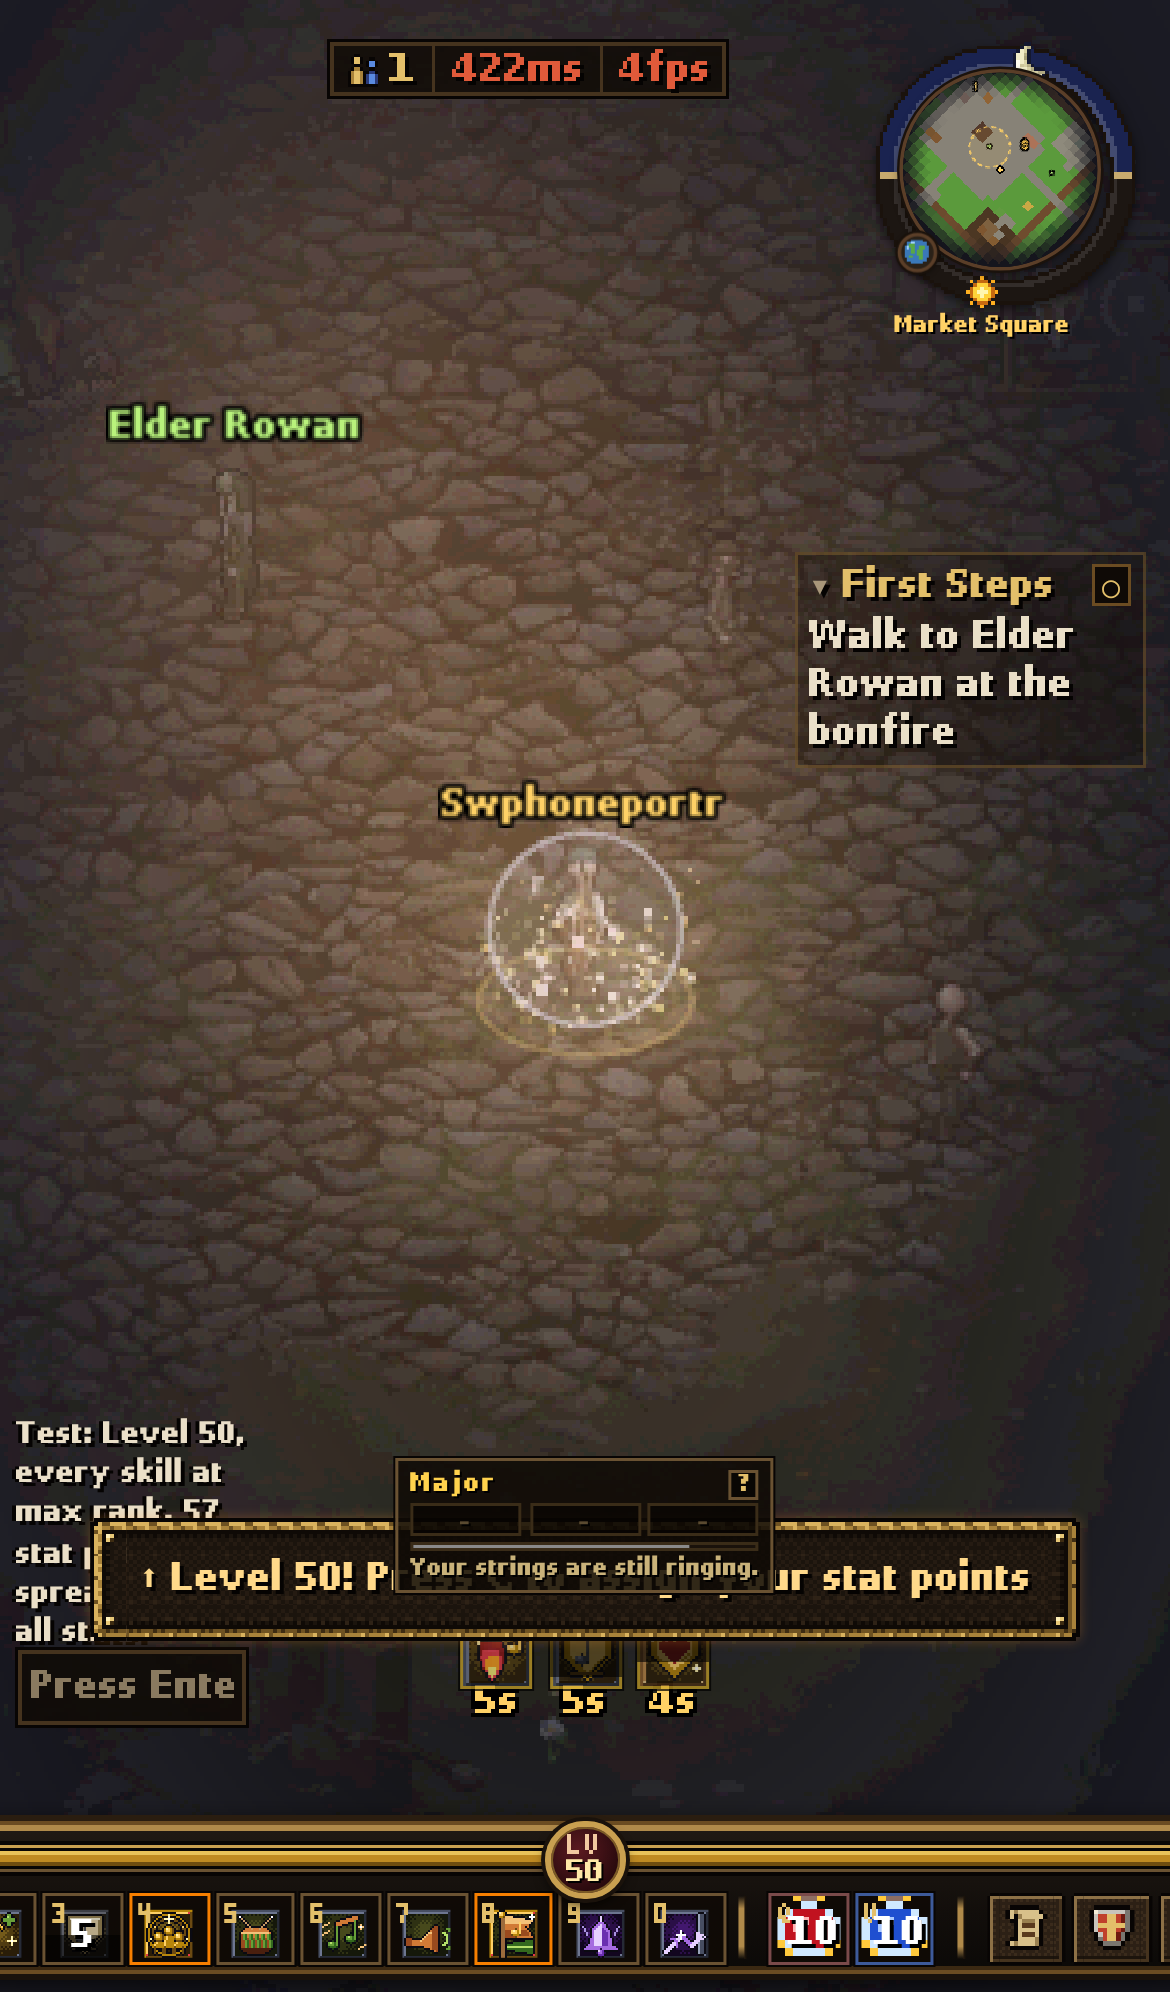 1 422ms 4fps
Market Square
Elder Rowan
▼ First Steps
Walk to Elder
Rowan at the
bonfire
Swphoneportr
Test: Level 50,
every skill at
max rank. 57
stat
sprea
all st
Major ?
- - -
Your strings are still ringing.
↑ Level 50! ur stat points
Press Ente
5s 5s 4s
LV
50
3 5 4 5 6 7 8 9 0 10 10